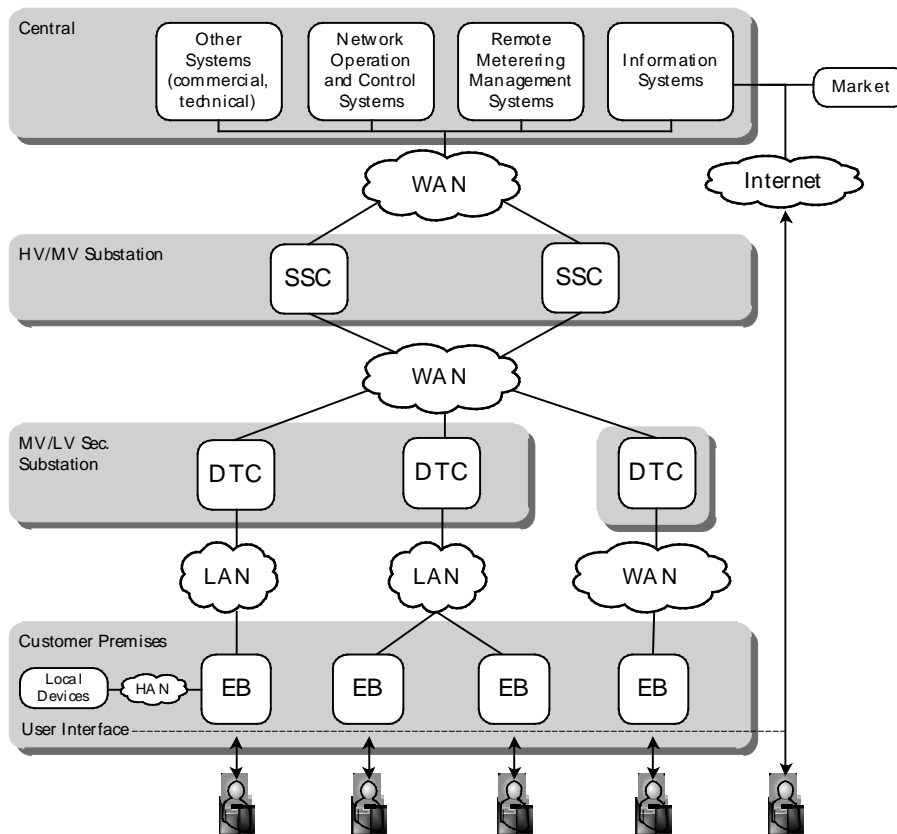 Central
Other
Systems
(commercial,
technical)
Network
Operation
and Control
Systems
Remote
Meterering
Management
Systems
Information
Systems
Market
WAN
Internet
HV/MV Substation
SSC
SSC
WAN
MV/LV Sec.
Substation
DTC
DTC
DTC
LAN
LAN
WAN
Customer Premises
Local
Devices
HAN
EB
EB
EB
EB
User Interface